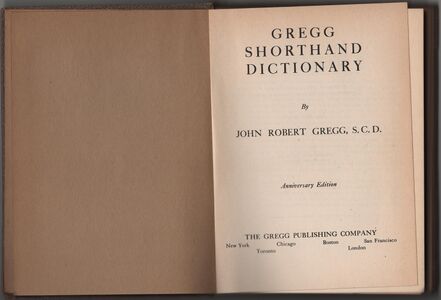 GREGG
SHORTHAND
DICTIONARY
By
JOHN ROBERT GREGG, S.C.D.
Anniversary Edition
THE GREGG PUBLISHING COMPANY
New York Chicago Boston San Francisco
Toronto London